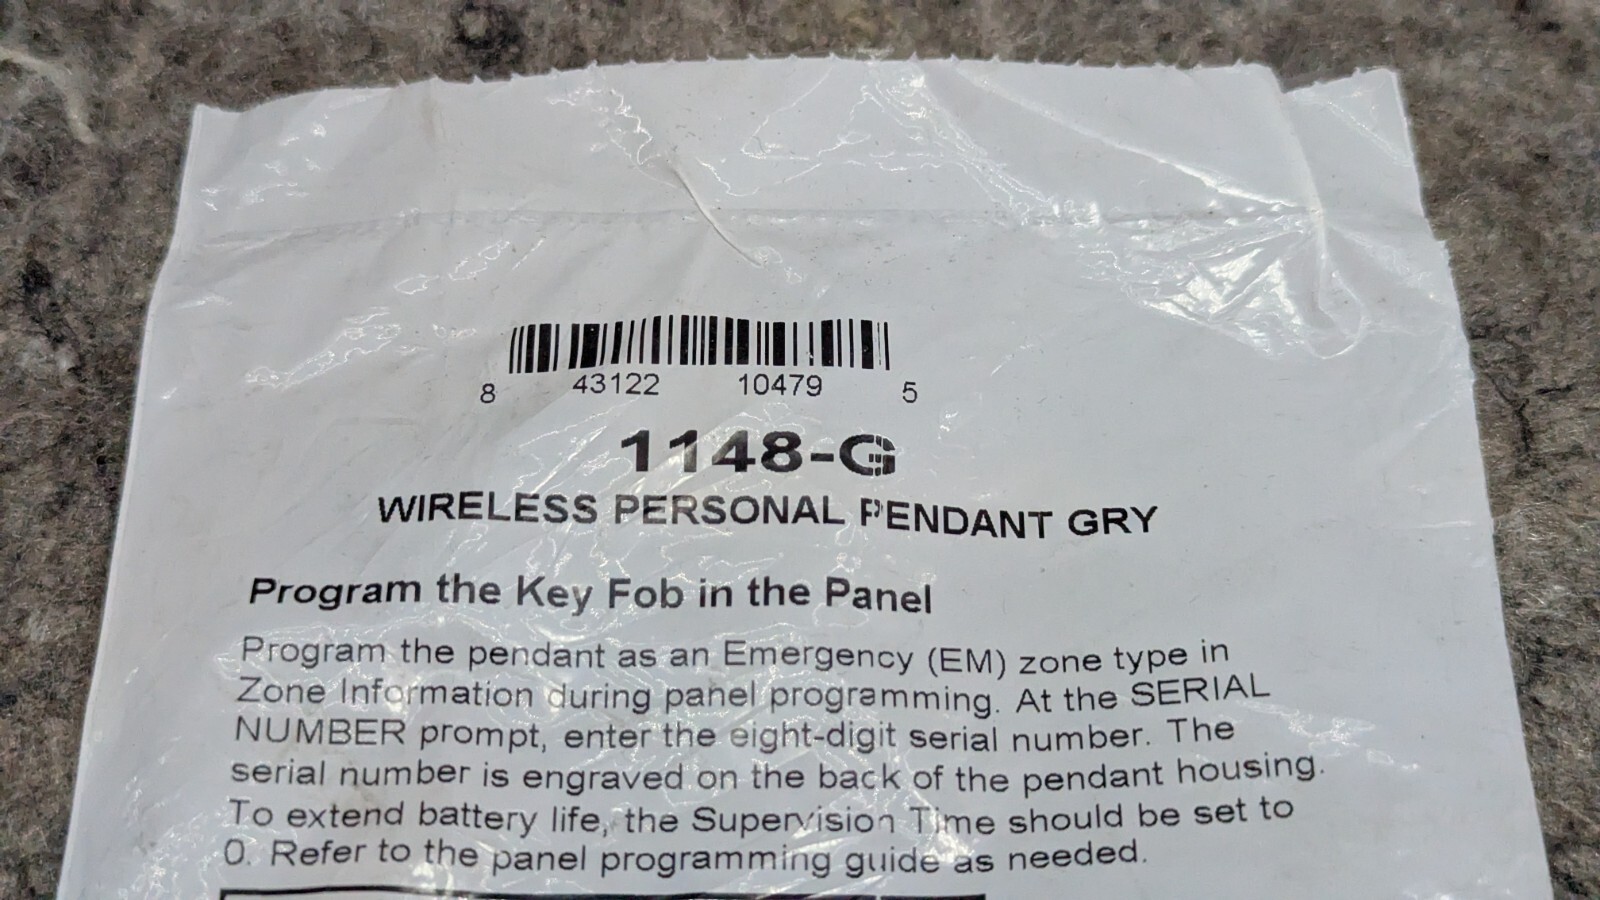 8 43122 10479 5
1148-G
WIRELESS PERSONAL PENDANT GRY
Program the Key Fob in the Panel
Program the pendant as an Emergency (EM) zone type in
Zone Information during panel programming. At the SERIAL
NUMBER prompt, enter the eight-digit serial number. The
serial number is engraved on the back of the pendant housing.
To extend battery life, the Supervision Time should be set to
0. Refer to the panel programming guide as needed.